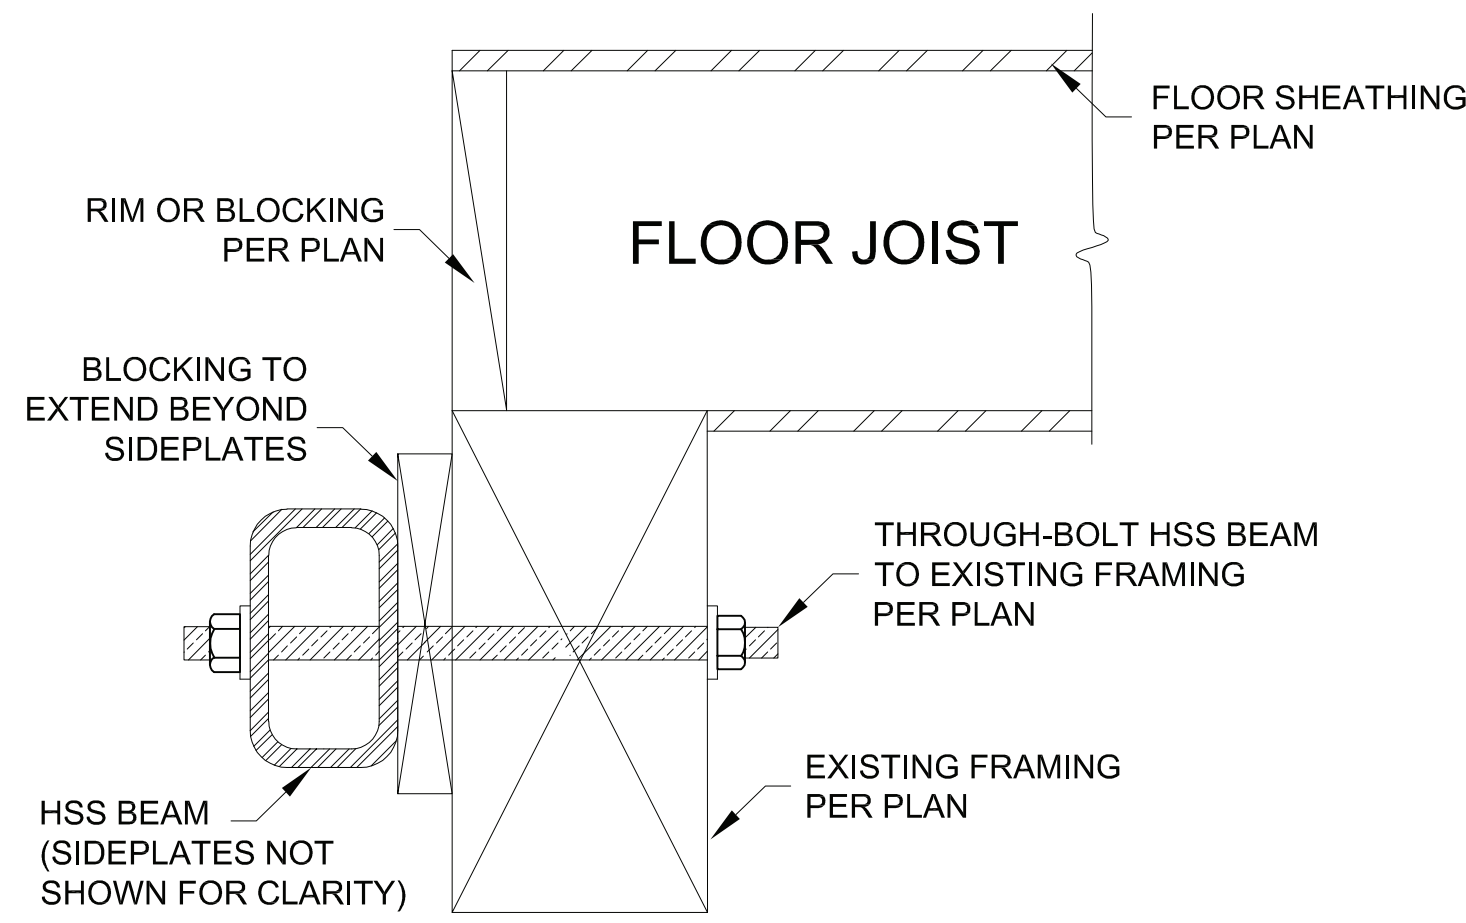 FLOOR SHEATHING
PER PLAN
RIM OR BLOCKING
PER PLAN
FLOOR JOIST
BLOCKING TO
EXTEND BEYOND
SIDEPLATES
THROUGH-BOLT HSS BEAM
TO EXISTING FRAMING
PER PLAN
EXISTING FRAMING
PER PLAN
HSS BEAM
(SIDEPLATES NOT
SHOWN FOR CLARITY)